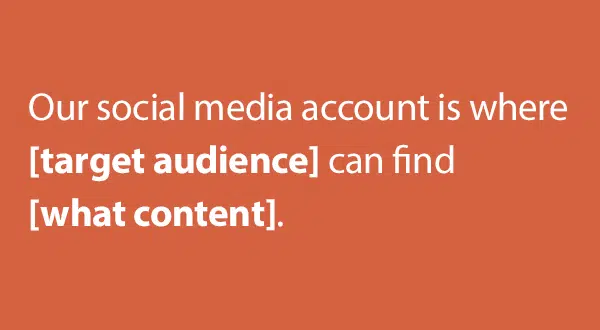 Our social media account is where
[target audience] can find
[what content].